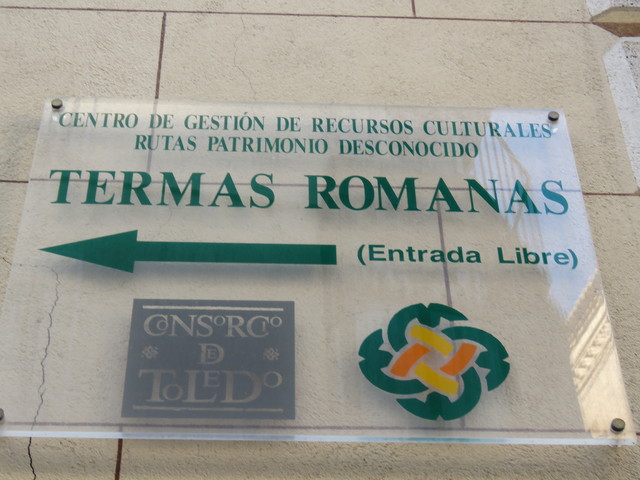 CENTRO DE GESTIÓN DE RECURSOS CULTURALES
RUTAS PATRIMONIO DESCONOCIDO
TERMAS ROMANAS
(Entrada Libre)
CONSORCIO
DE
TOLEDO